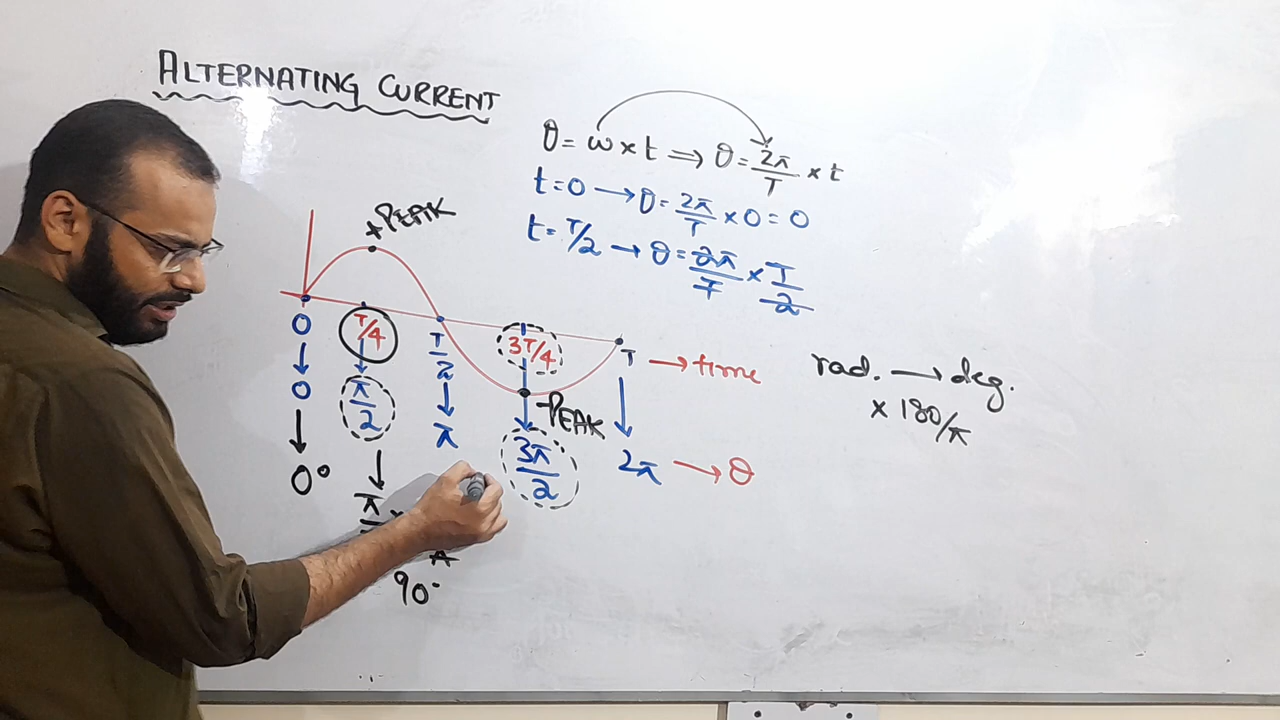 ALTERNATING CURRENT
θ = ω × t ⇒ θ = 2π/T × t
t = 0 → θ = 2π/T × 0 = 0
t = T/2 → θ = 2π/T × T/2
+PEAK
0 T/4 T/2 3T/4 T → time
-PEAK
0 π/2 π 3π/2 2π → θ
0°
π
90°
rad. → deg.
× 180/π